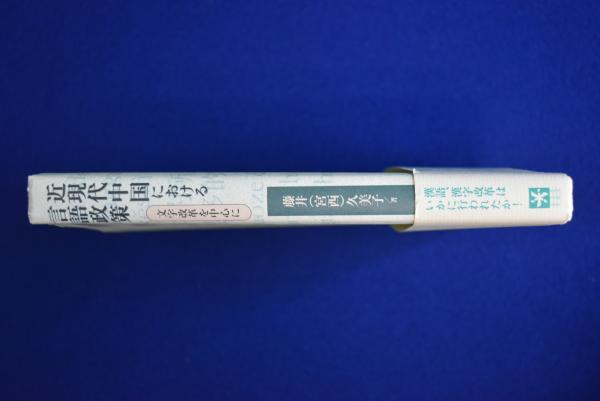 近現代中国における
言語政策
文字改革を中心に
藤井（宮西）久美子／著
漢語、漢字改革は
いかに行われたか！